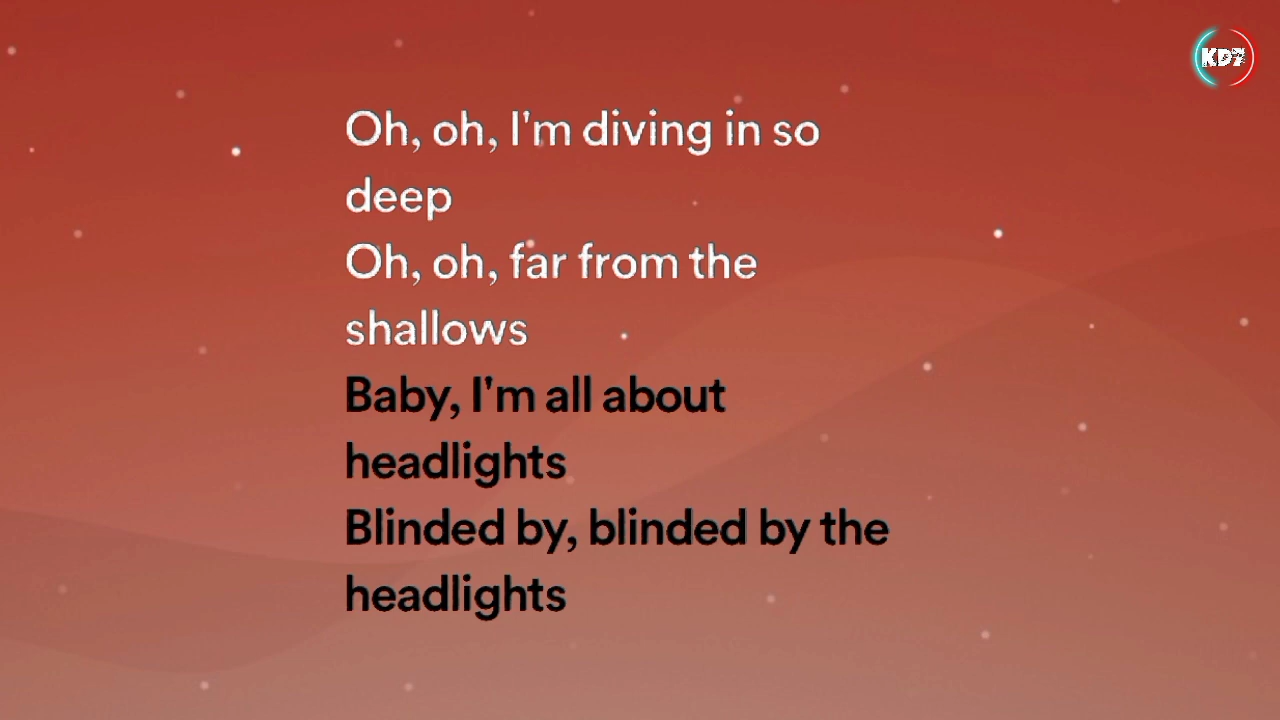 KD7
Oh, oh, I'm diving in so
deep
Oh, oh, far from the
shallows
Baby, I'm all about
headlights
Blinded by, blinded by the
headlights